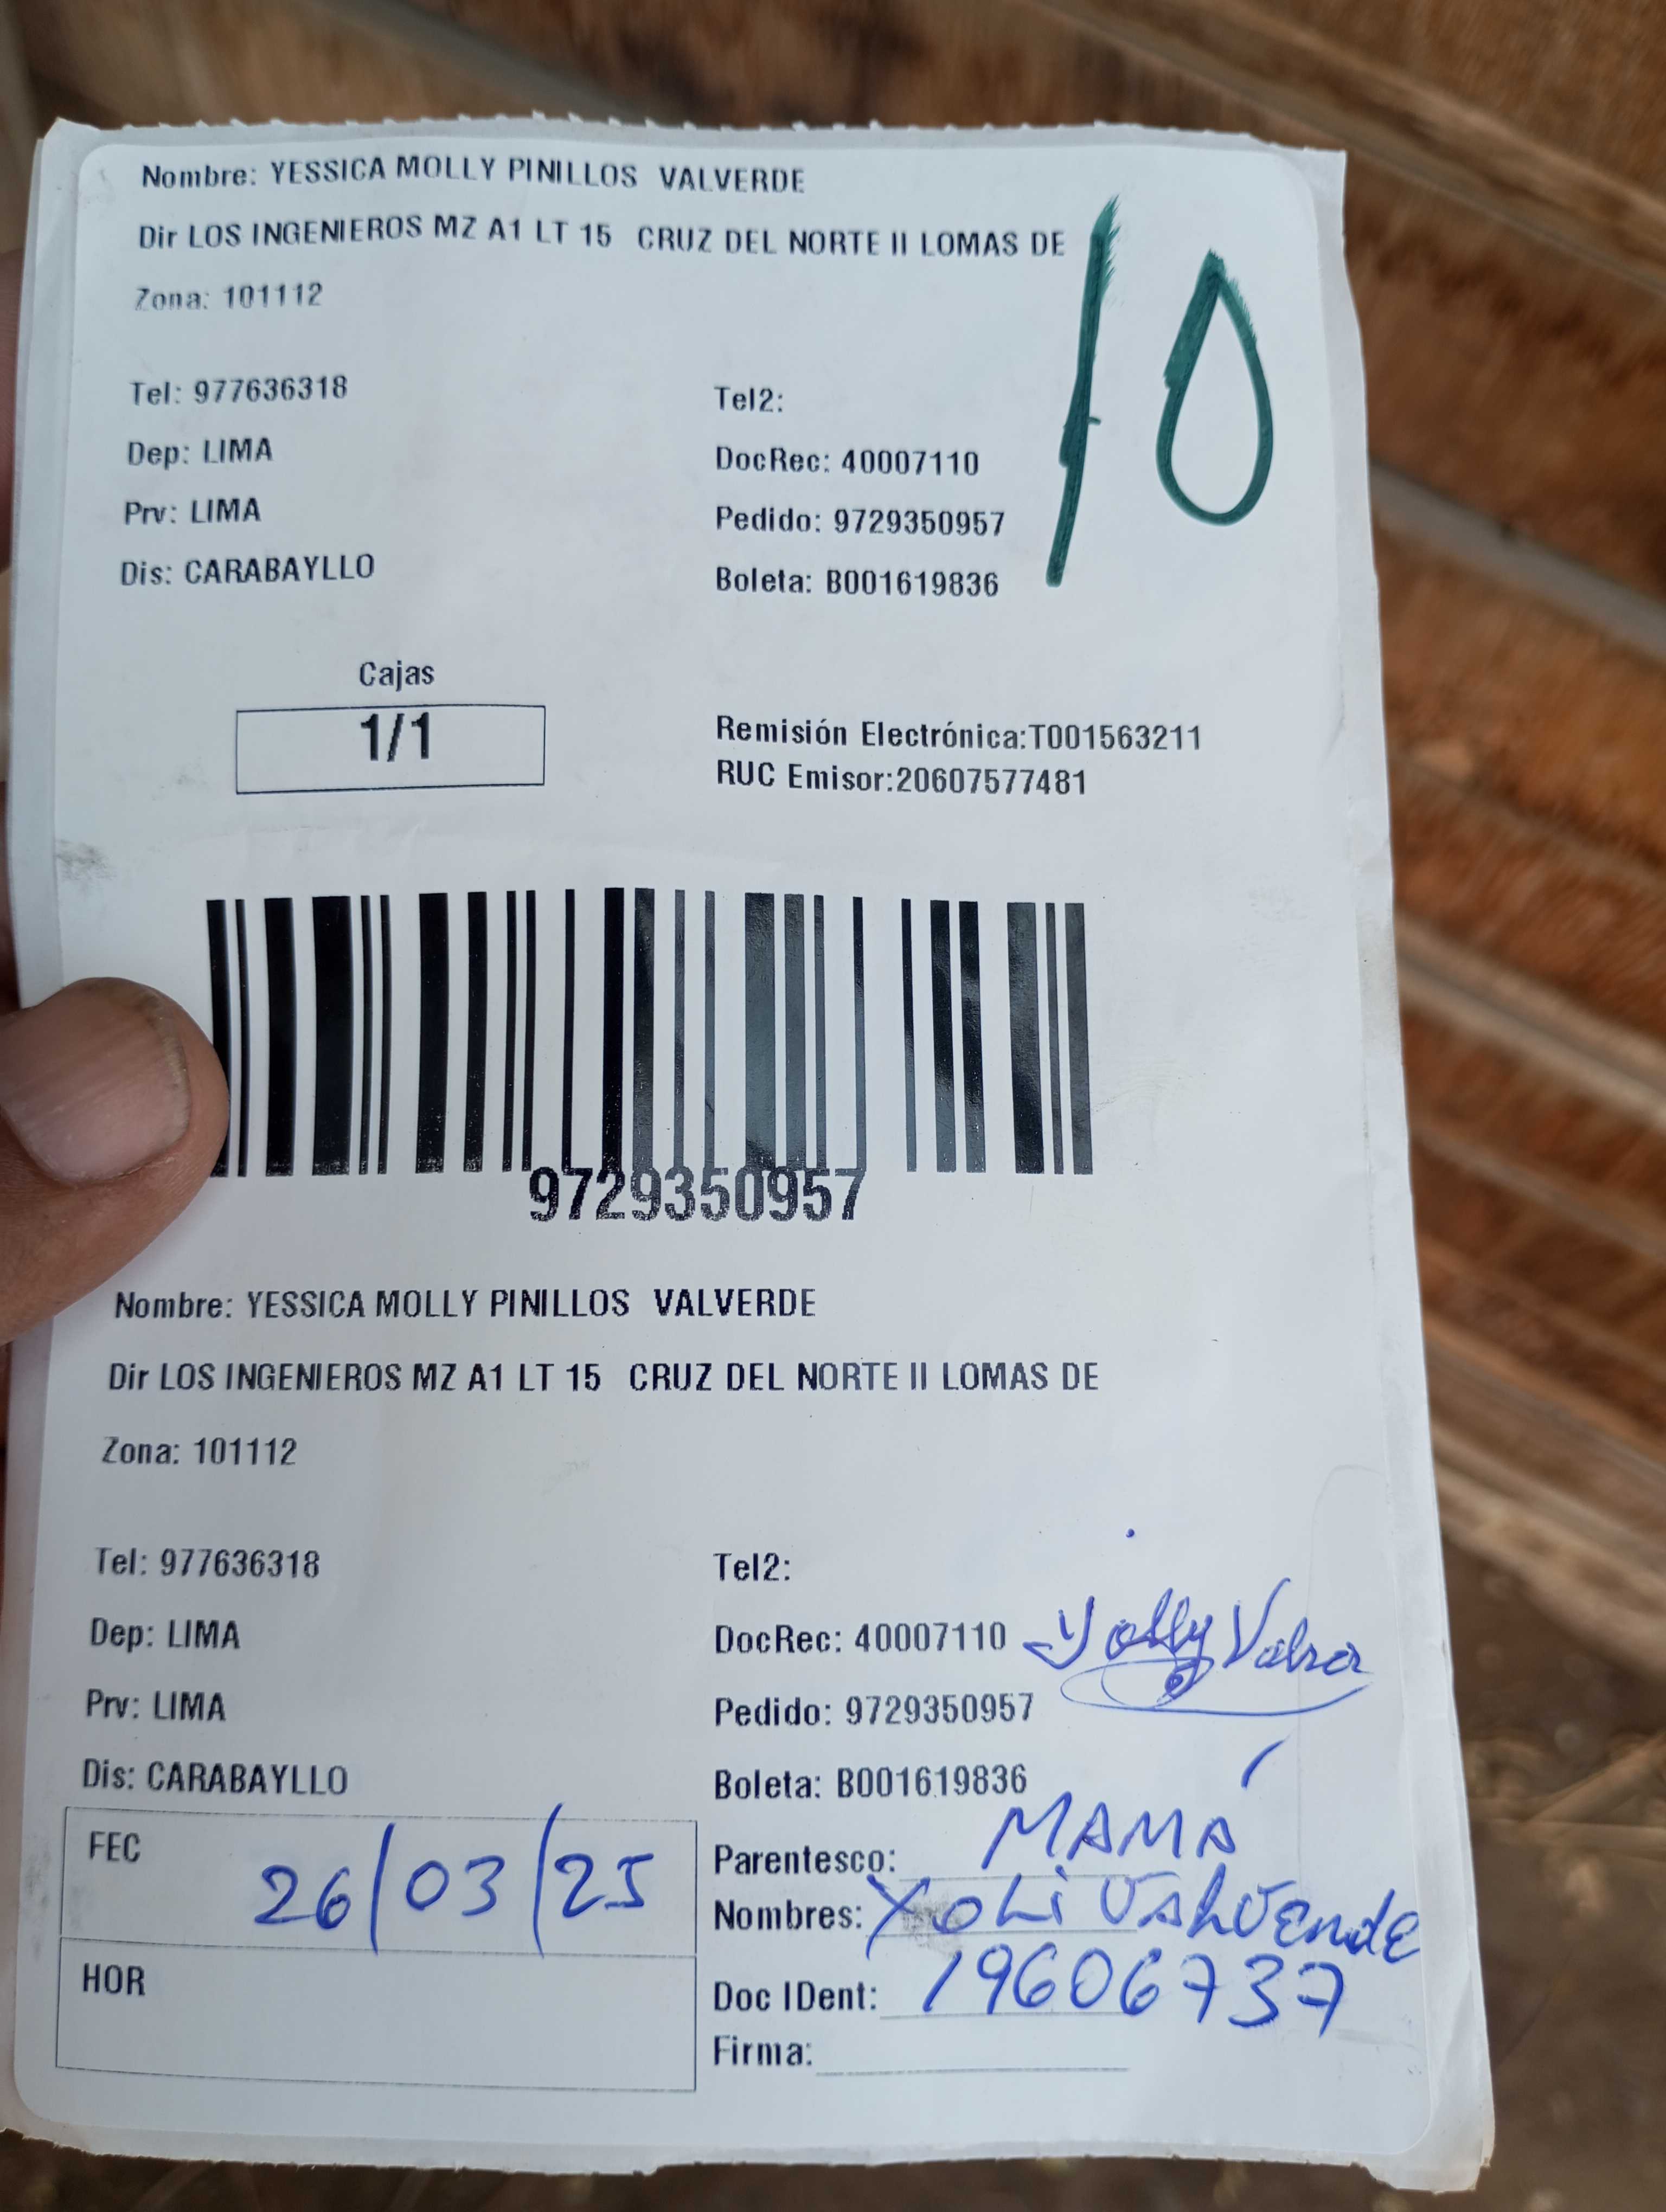 Nombre: YESSICA MOLLY PINILLOS VALVERDE
Dir LOS INGENIEROS MZ A1 LT 15 CRUZ DEL NORTE II LOMAS DE
Zona: 101112
10
Tel: 977636318 Tel2:
Dep: LIMA DocRec: 40007110
Prv: LIMA Pedido: 9729350957
Dis: CARABAYLLO Boleta: B001619836
Cajas
1/1
Remisión Electrónica:T001563211
RUC Emisor:20607577481
9729350957
Nombre: YESSICA MOLLY PINILLOS VALVERDE
Dir LOS INGENIEROS MZ A1 LT 15 CRUZ DEL NORTE II LOMAS DE
Zona: 101112
Tel: 977636318 Tel2:
Dep: LIMA DocRec: 40007110
Prv: LIMA Pedido: 9729350957
Dis: CARABAYLLO Boleta: B001619836
FEC 26/03/25
HOR
Parentesco: MAMÁ
Nombres: YOLi VALVErde
Doc IDent: 19606737
Firma: